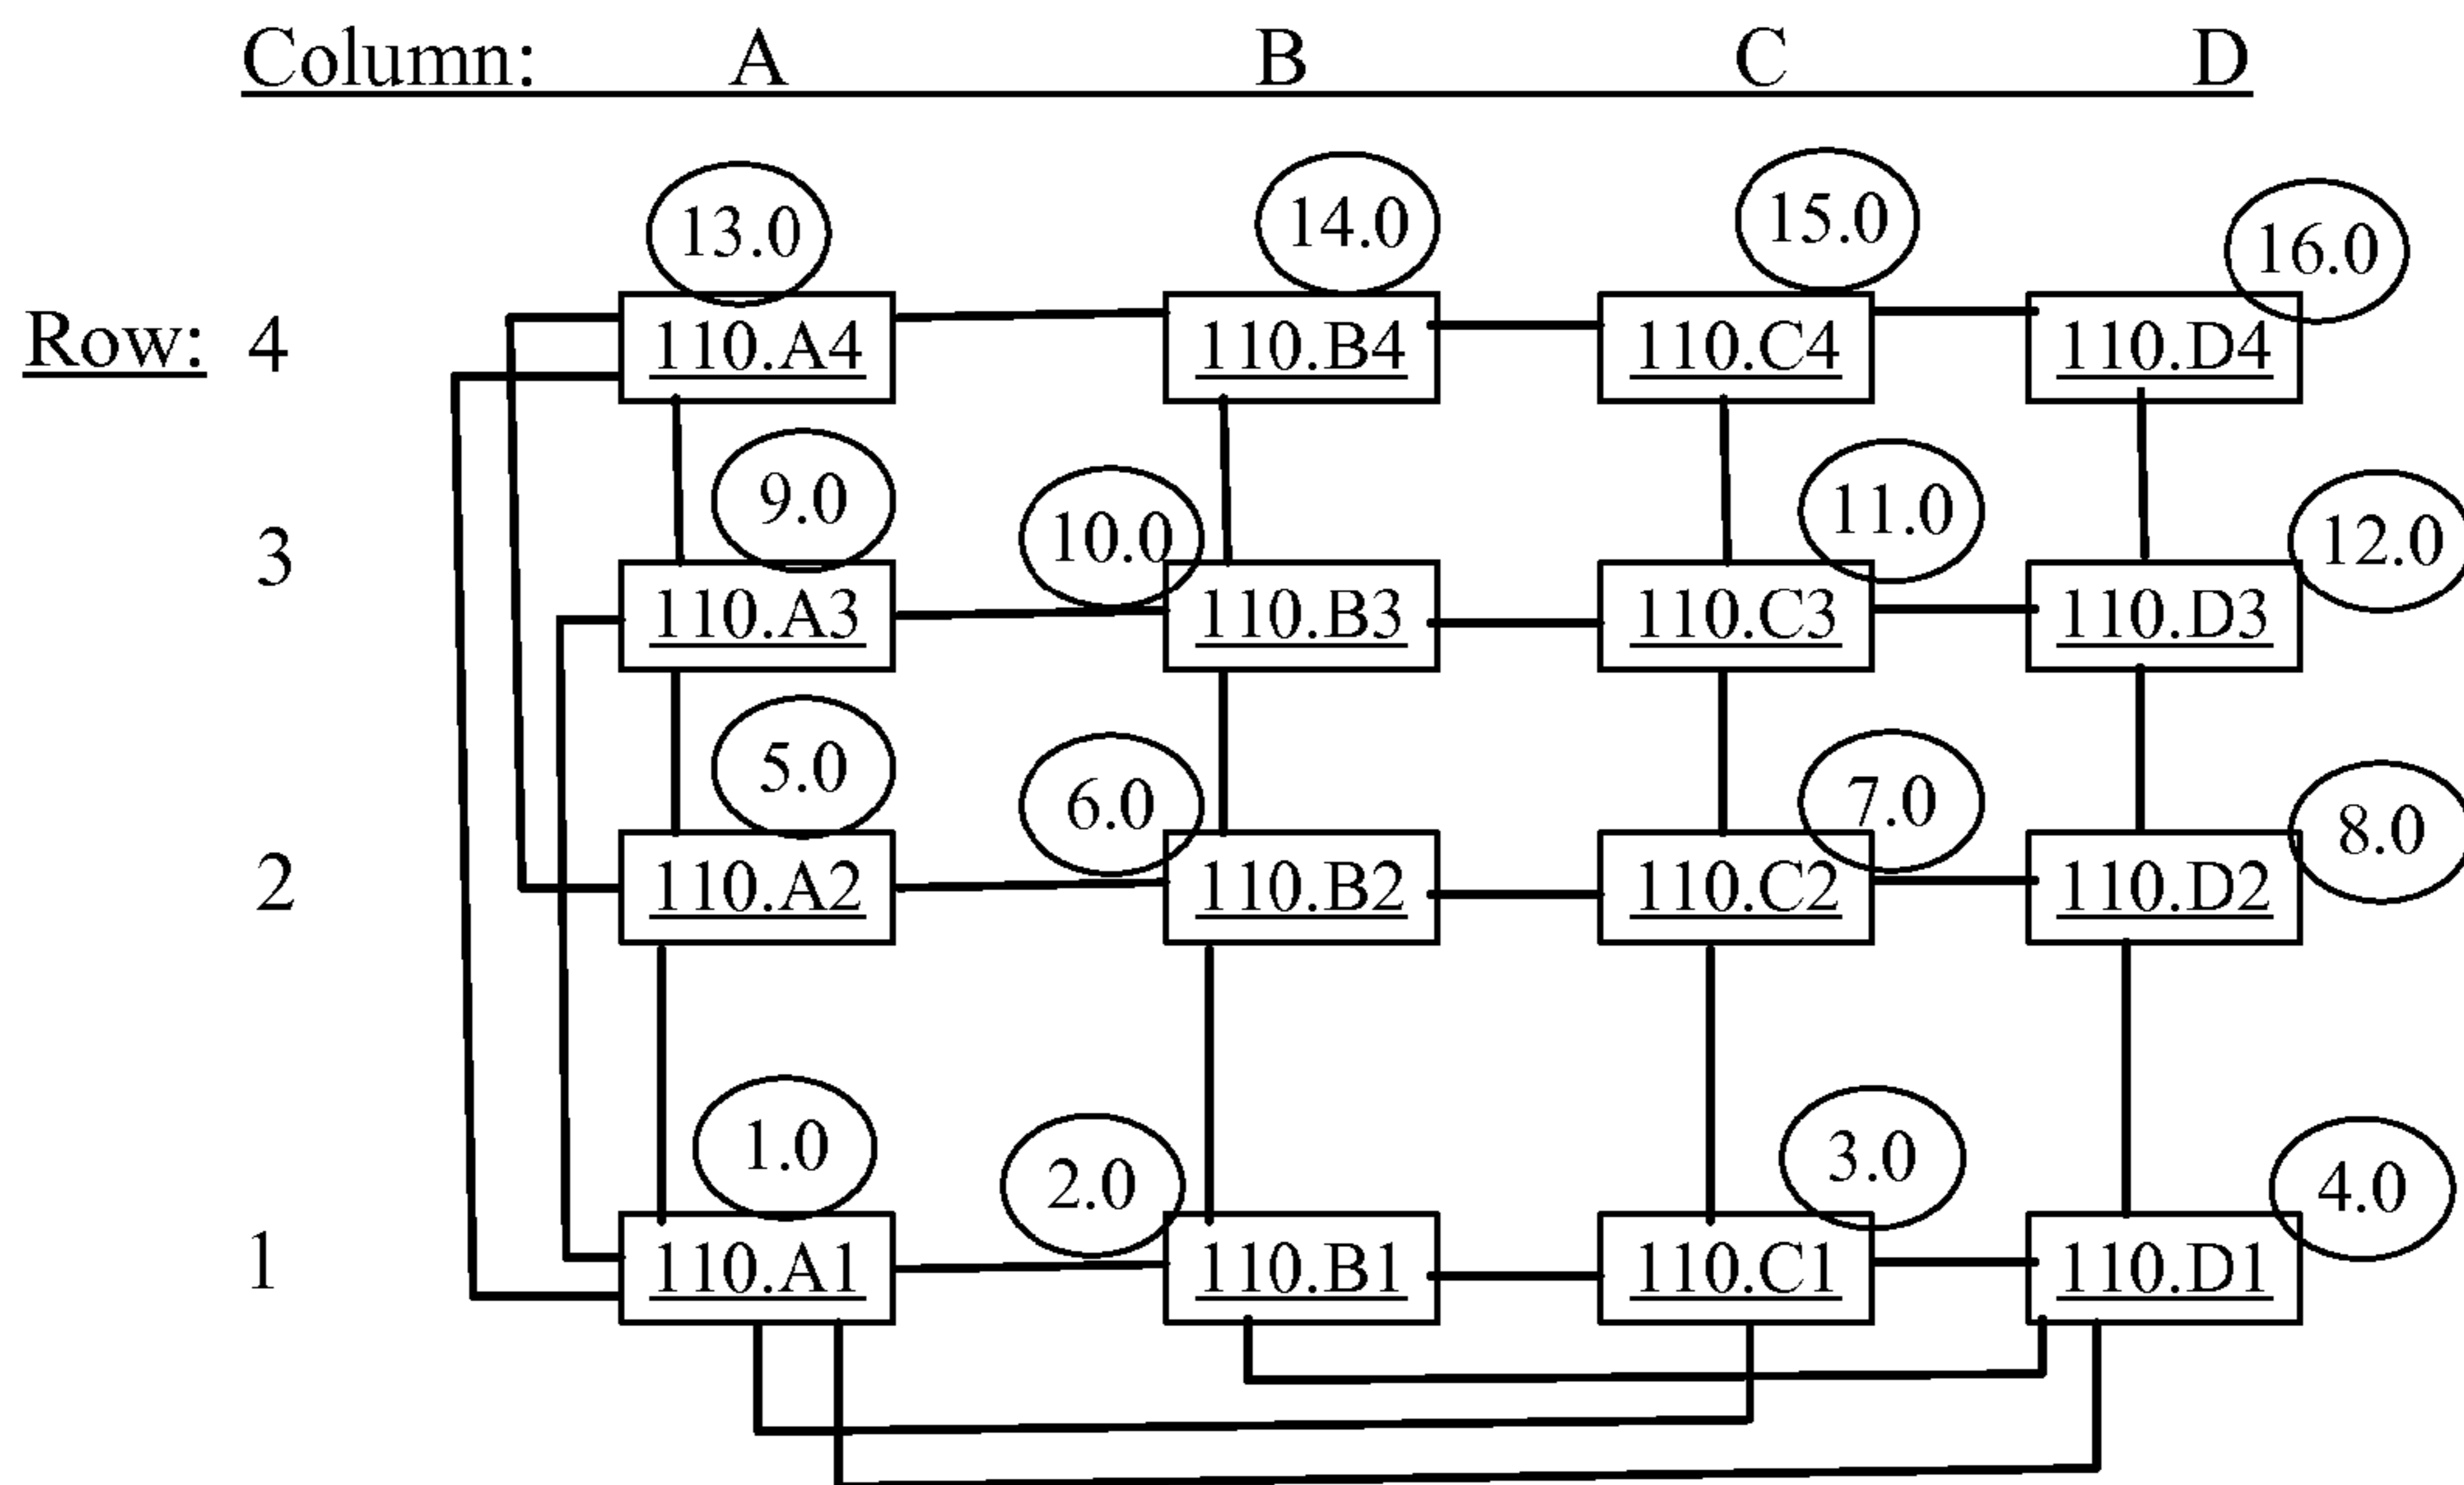 Column: A B C D
13.0 14.0 15.0 16.0
Row: 4 110.A4 110.B4 110.C4 110.D4
9.0 10.0 11.0 12.0
3 110.A3 110.B3 110.C3 110.D3
5.0 6.0 7.0 8.0
2 110.A2 110.B2 110.C2 110.D2
1.0 2.0 3.0 4.0
1 110.A1 110.B1 110.C1 110.D1